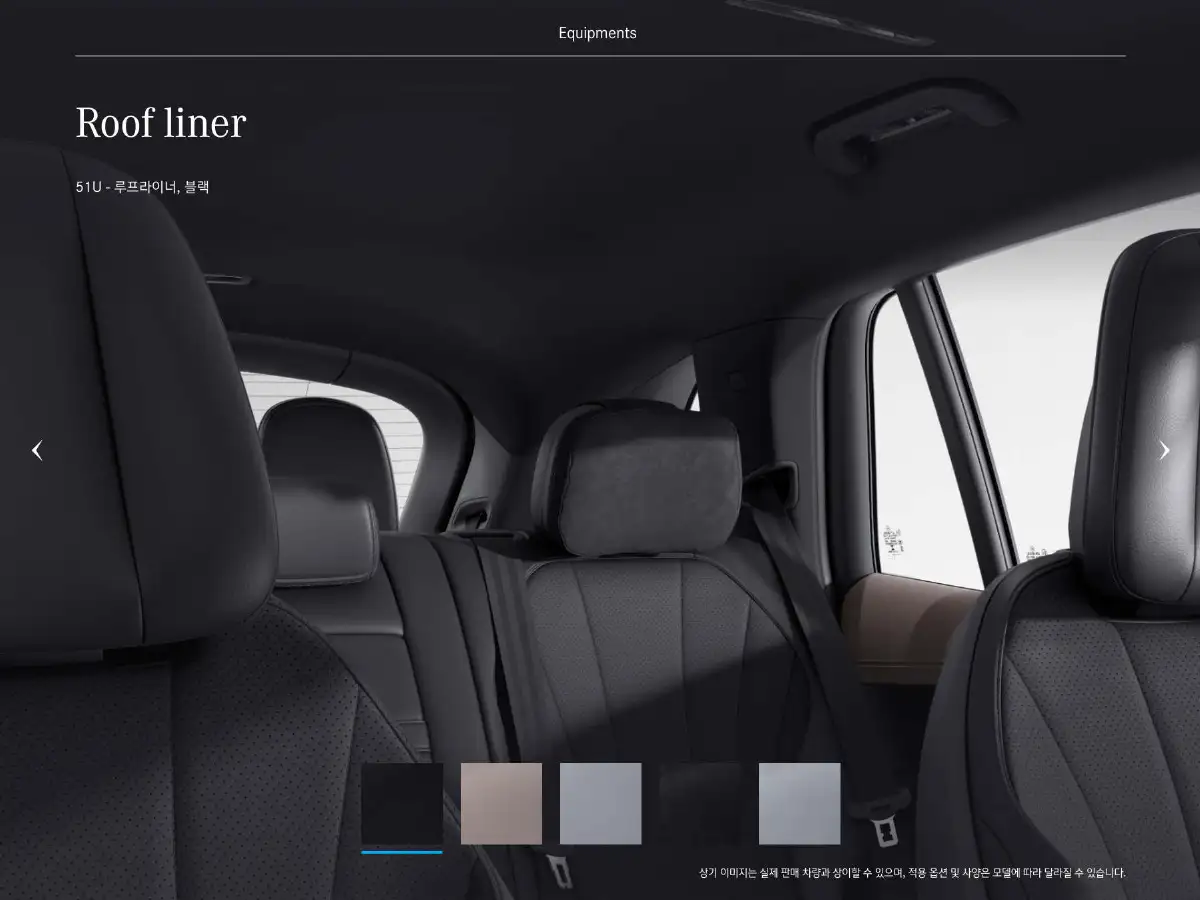 Equipments
Roof liner
51U - 루프라이너, 블랙
상기 이미지는 실제 판매 차량과 상이할 수 있으며, 적용 옵션 및 사양은 모델에 따라 달라질 수 있습니다.